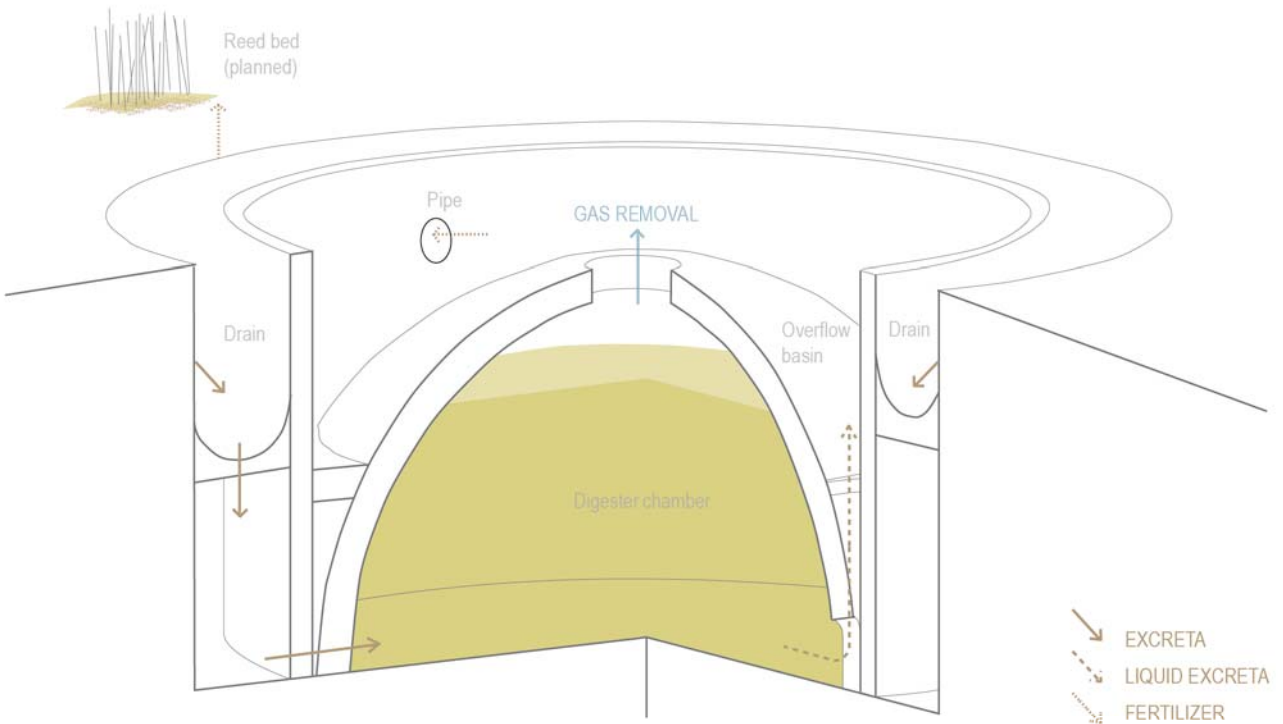 Reed bed
(planned)
Pipe
GAS REMOVAL
Drain
Overflow
basin
Drain
Digester chamber
EXCRETA
LIQUID EXCRETA
FERTILIZER